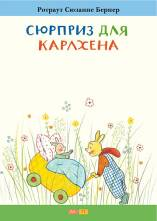 Ротраут Сюзанне Бернер
СЮРПРИЗ ДЛЯ
КАРЛХЕНА